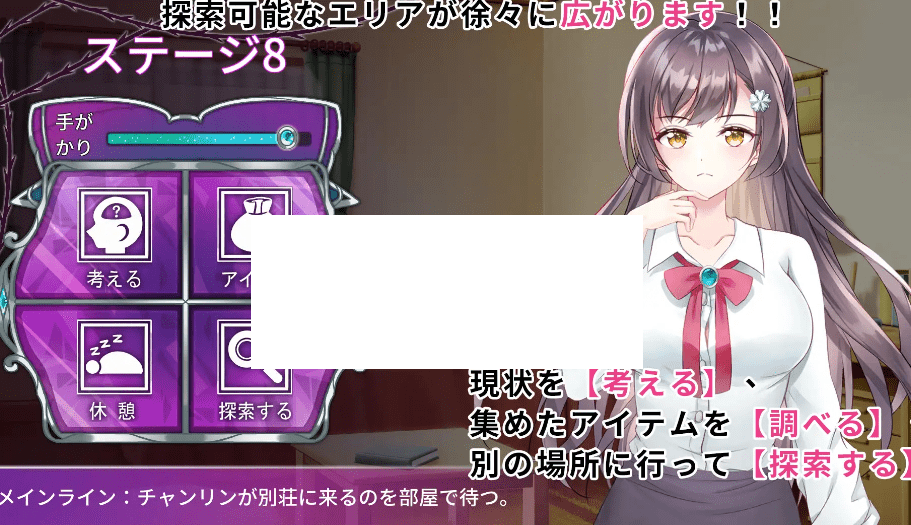 探索可能なエリアが徐々に広がります！！
ステージ8
手が
かり
考える
アイ
休憩
探索する
現状を【考える】、
集めたアイテムを【調べる】
別の場所に行って【探索する】
メインライン：チャンリンが別荘に来るのを部屋で待つ。